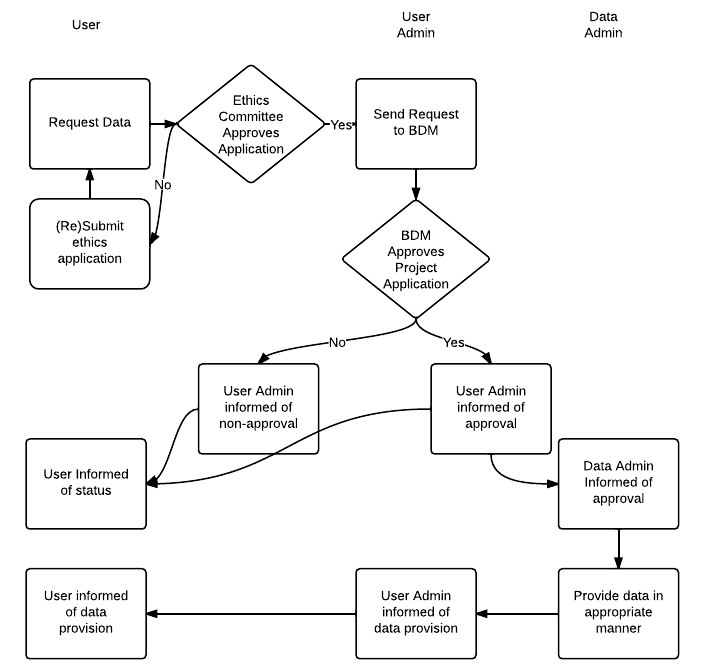 User
User
Admin
Data
Admin
Request Data
Ethics
Committee
Approves
Application
Yes
Send Request
to BDM
No
(Re)Submit
ethics
application
BDM
Approves
Project
Application
No
Yes
User Admin
informed of
non-approval
User Admin
informed of
approval
User Informed
of status
Data Admin
Informed of
approval
User informed
of data
provision
User Admin
informed of
data provision
Provide data in
appropriate
manner